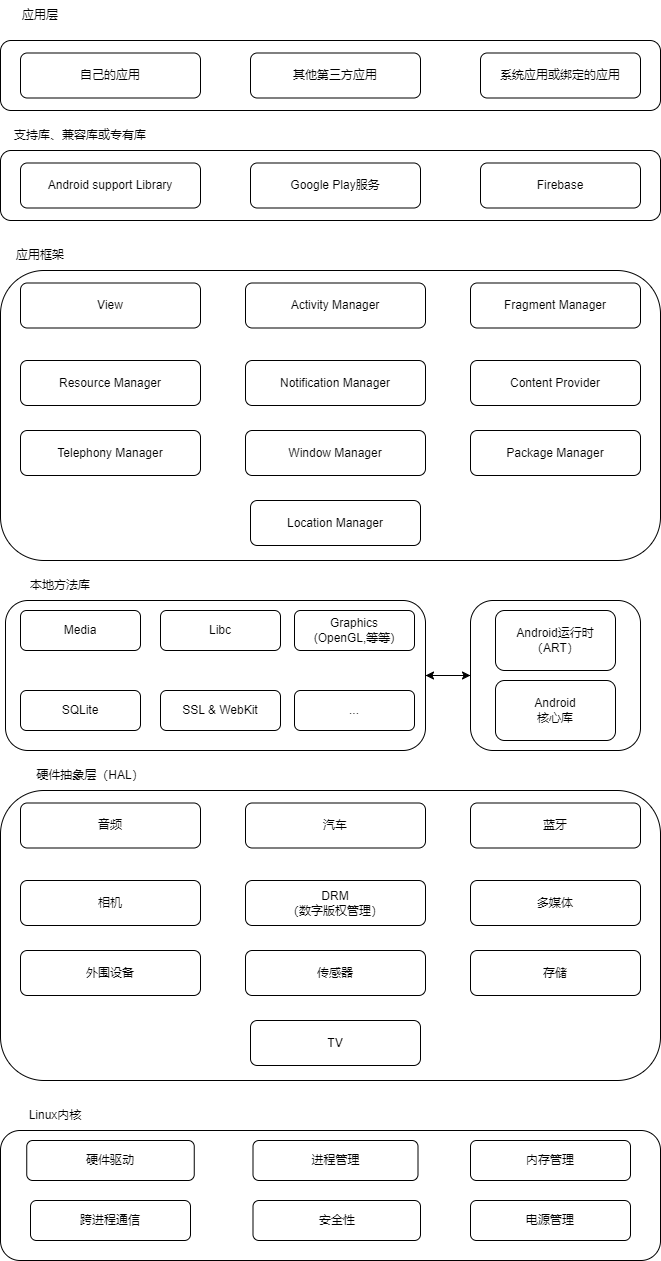 应用层
自己的应用
其他第三方应用
系统应用或绑定的应用
支持库、兼容库或专有库
Android support Library
Google Play服务
Firebase
应用框架
View
Activity Manager
Fragment Manager
Resource Manager
Notification Manager
Content Provider
Telephony Manager
Window Manager
Package Manager
Location Manager
本地方法库
Media
Libc
Graphics
(OpenGL,等等)
Android运行时
（ART）
SQLite
SSL & WebKit
...
Android
核心库
硬件抽象层（HAL）
音频
汽车
蓝牙
相机
DRM
（数字版权管理）
多媒体
外围设备
传感器
存储
TV
Linux内核
硬件驱动
进程管理
内存管理
跨进程通信
安全性
电源管理